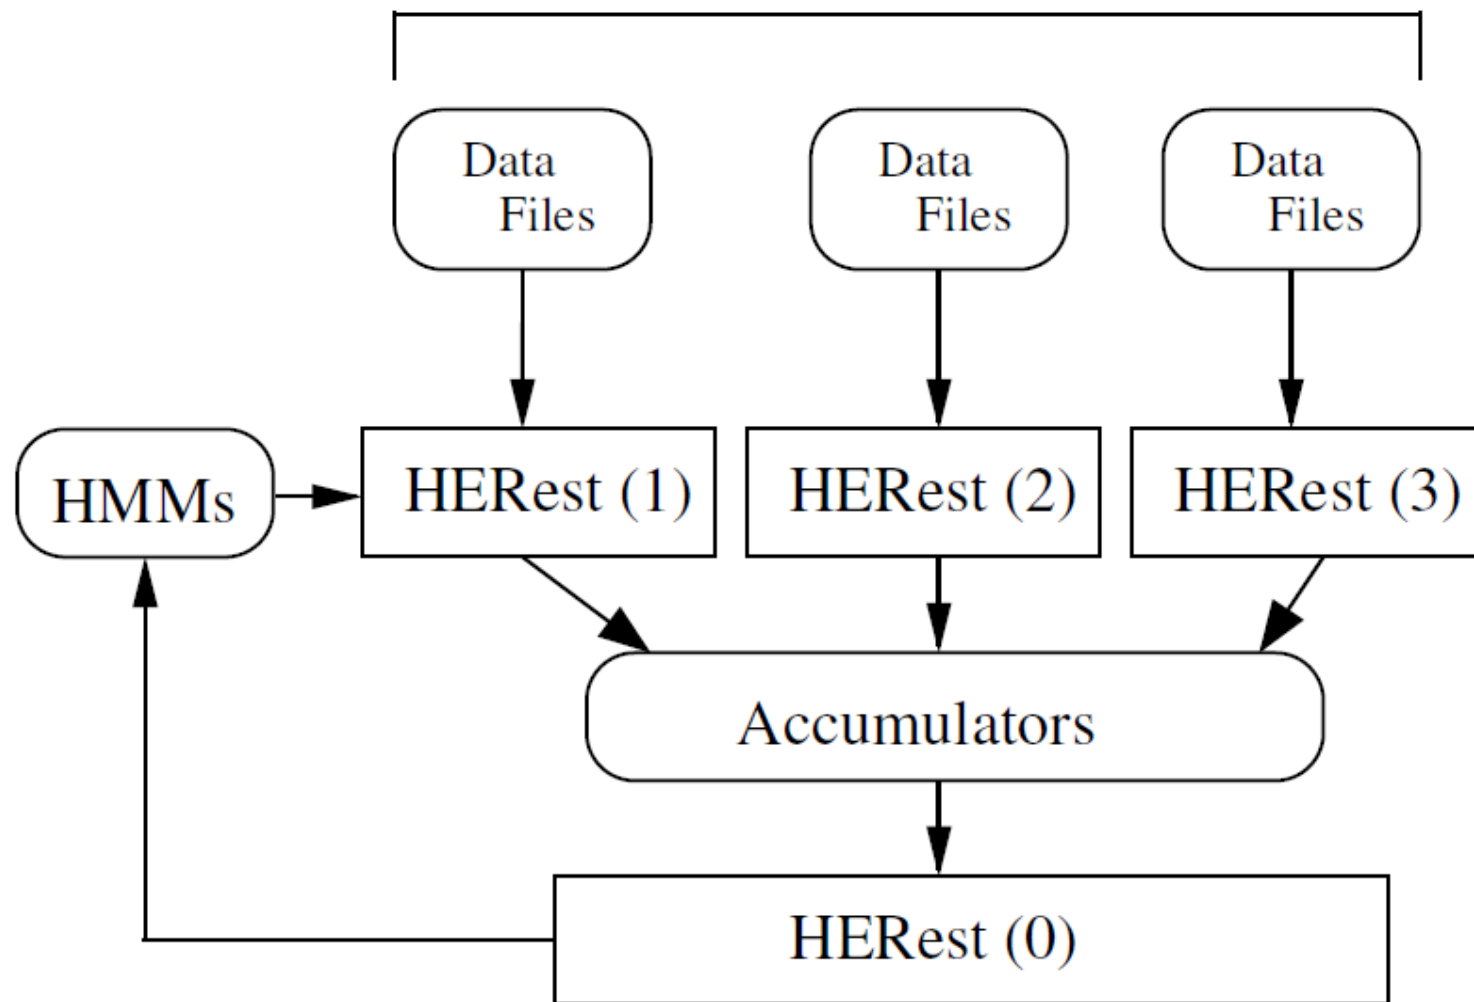 Data
Files
Data
Files
Data
Files
HMMs
HERest (1)
HERest (2)
HERest (3)
Accumulators
HERest (0)